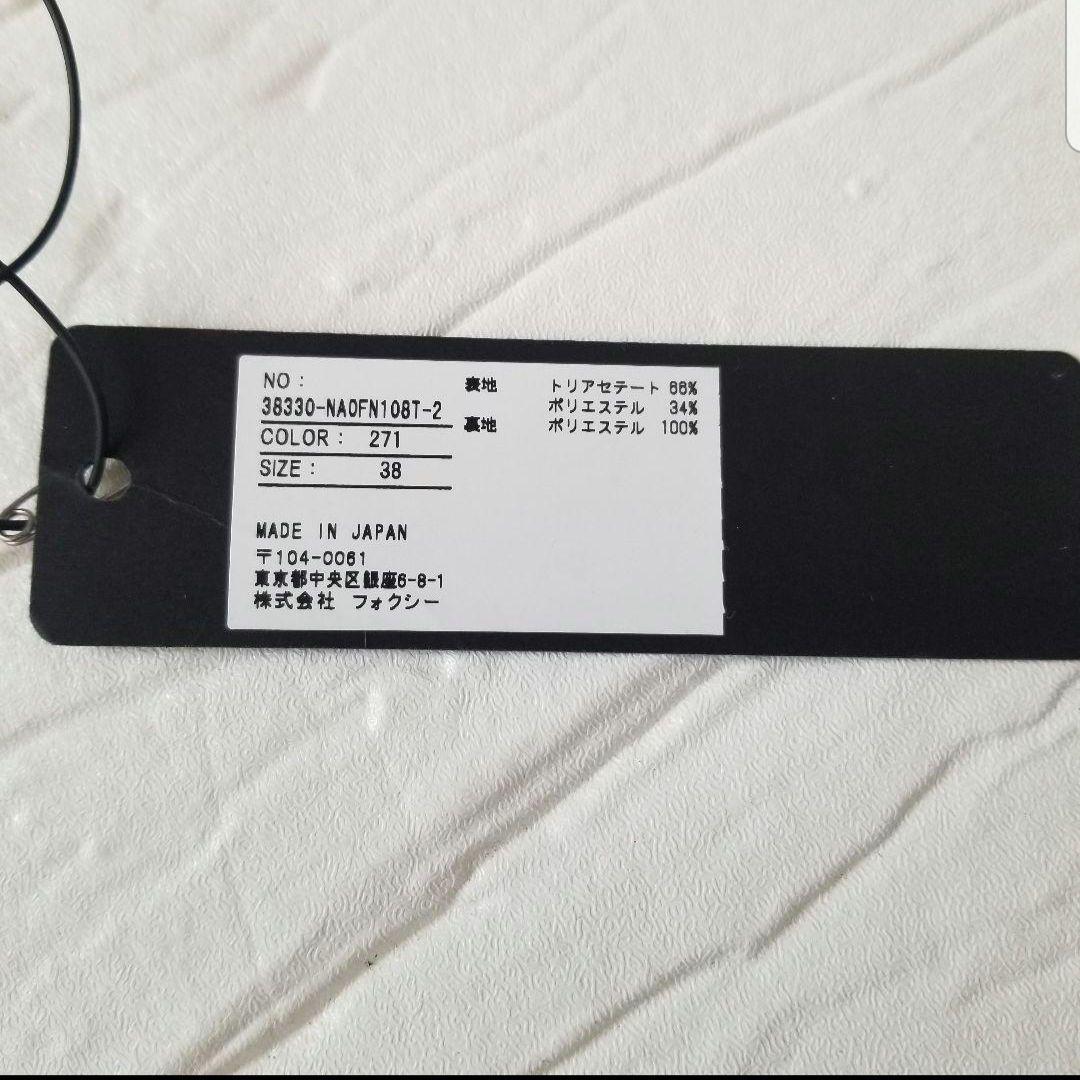 NO :
38330-NA0FN108T-2
COLOR : 271
SIZE : 38
表地 トリアセテート 66%
ポリエステル 34%
裏地 ポリエステル 100%
MADE IN JAPAN
〒104-0061
東京都中央区銀座6-8-1
株式会社 フォクシー